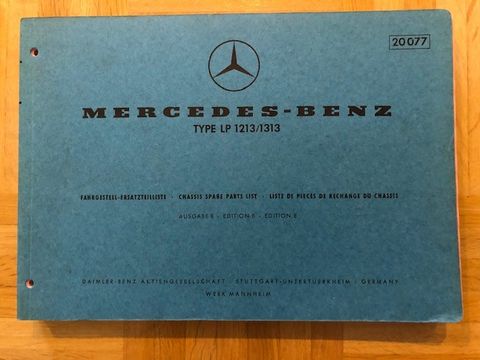 20077
MERCEDES-BENZ
TYPE LP 1213/1313
FAHRGESTELL-ERSATZTEILLISTE · CHASSIS SPARE PARTS LIST · LISTE DE PIÈCES DE RECHANGE DU CHASSIS
AUSGABE B · EDITION B · EDITION B
DAIMLER-BENZ AKTIENGESELLSCHAFT · STUTTGART-UNTERTUERKHEIM / GERMANY
WERK MANNHEIM